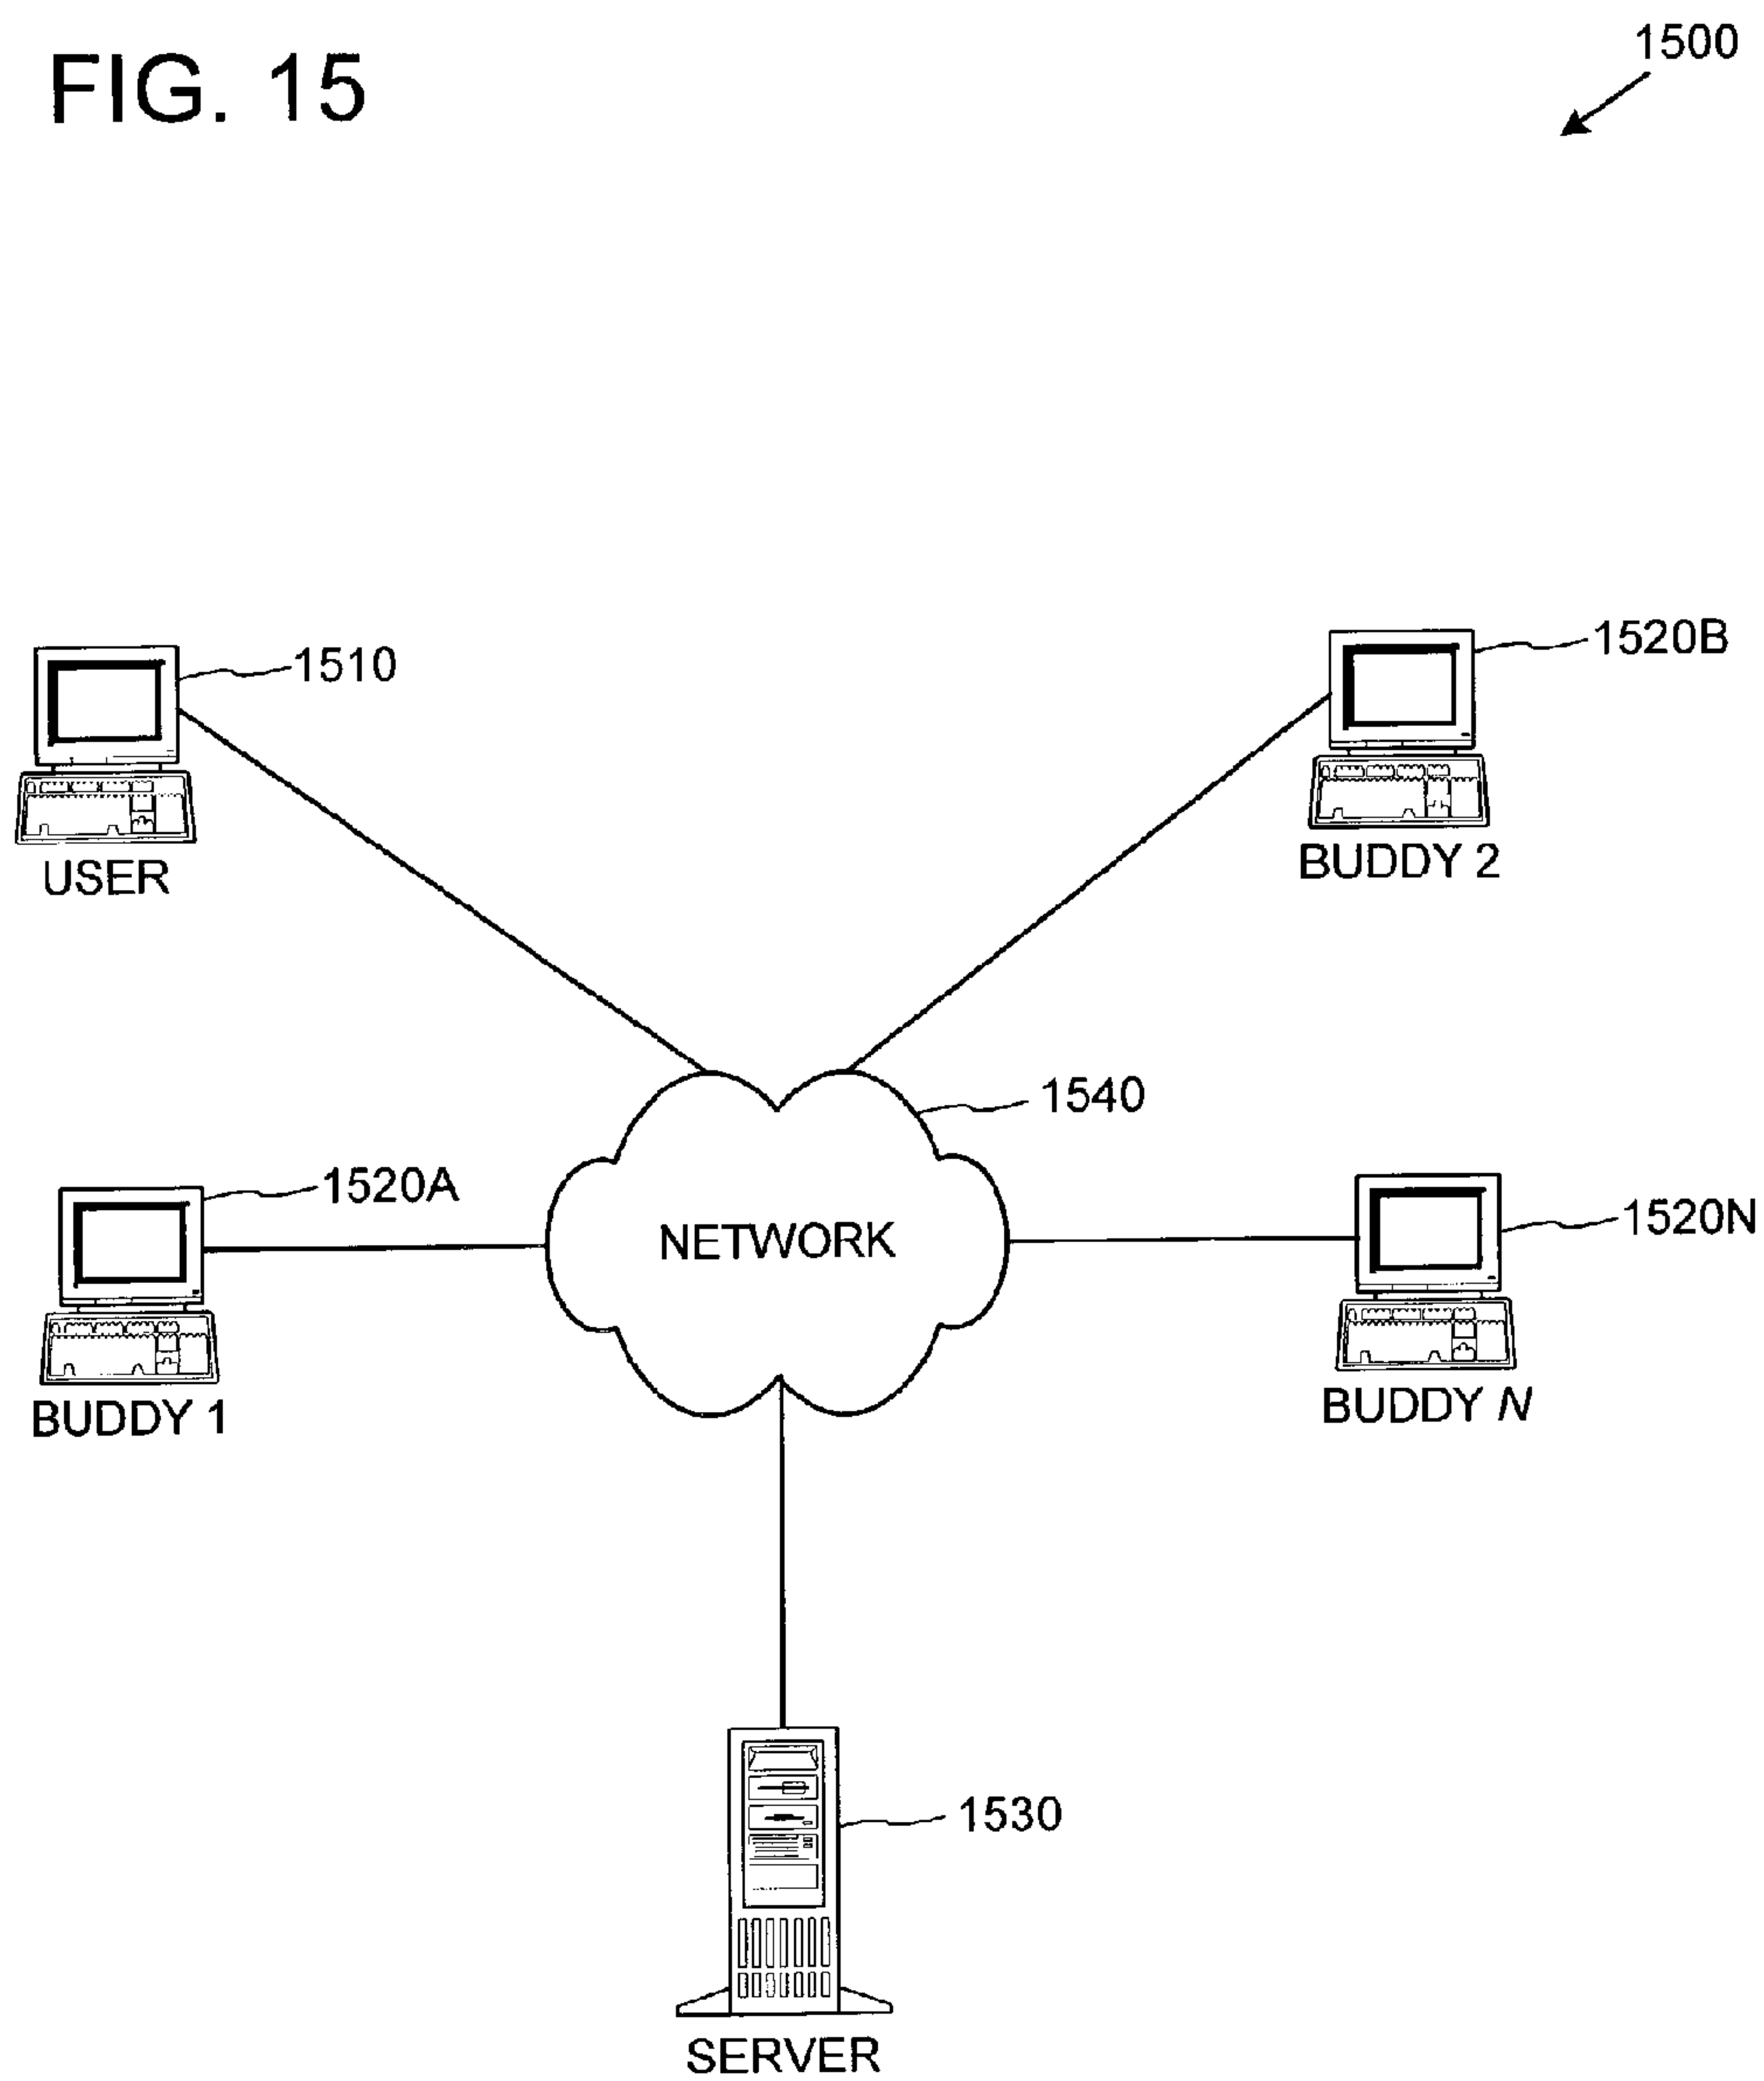 FIG. 15
1500
1510
1520B
USER
BUDDY 2
1540
1520A
1520N
NETWORK
BUDDY 1
BUDDY N
1530
SERVER